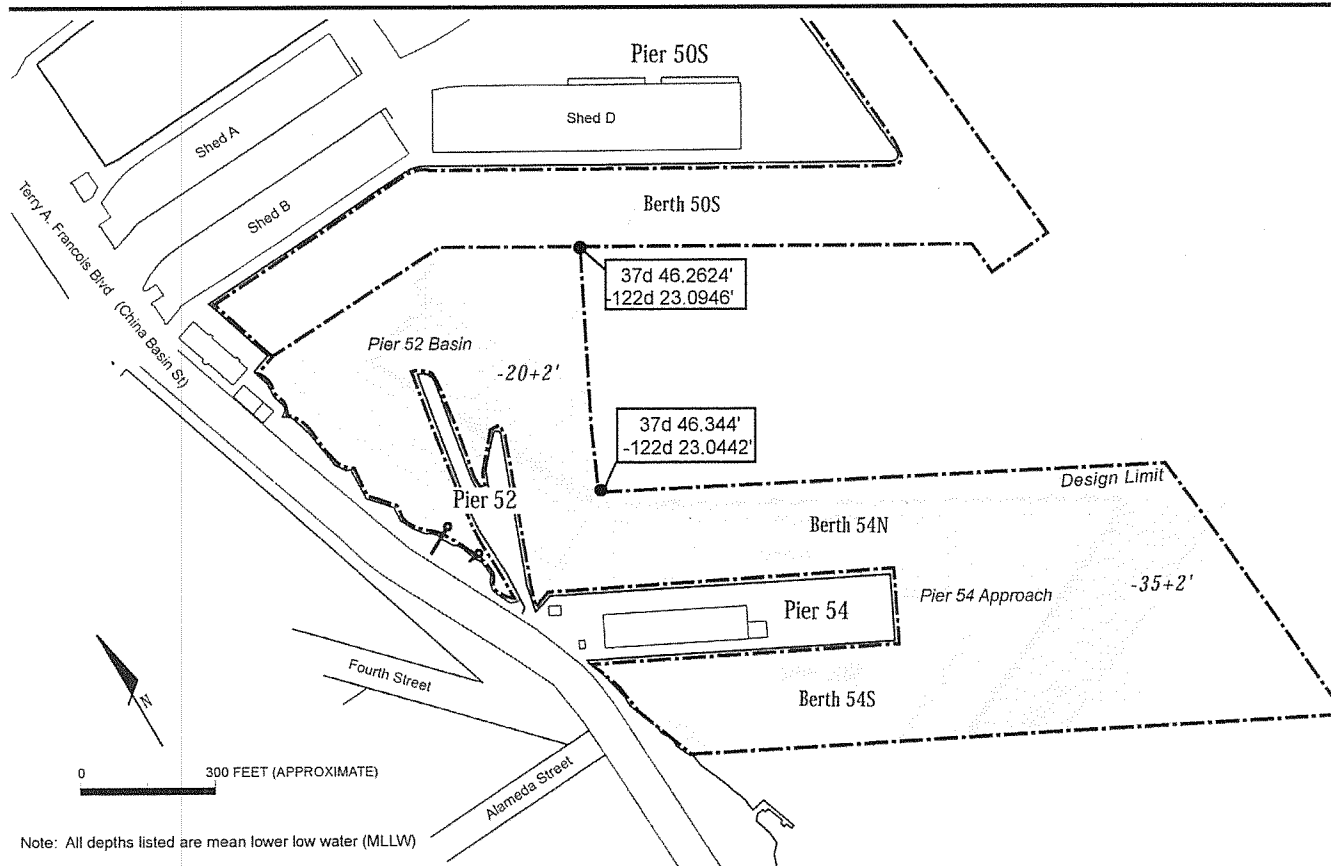 Pier 50S
Shed A
Shed D
Shed B
Berth 50S
Terry A. Francois Blvd (China Basin St)
37d 46.2624'
-122d 23.0946'
Pier 52 Basin
-20+2'
37d 46.344'
-122d 23.0442'
Design Limit
Pier 52
Berth 54N
Pier 54 Approach
-35+2'
Pier 54
Fourth Street
Berth 54S
N
0 300 FEET (APPROXIMATE)
Alameda Street
Note: All depths listed are mean lower low water (MLLW)